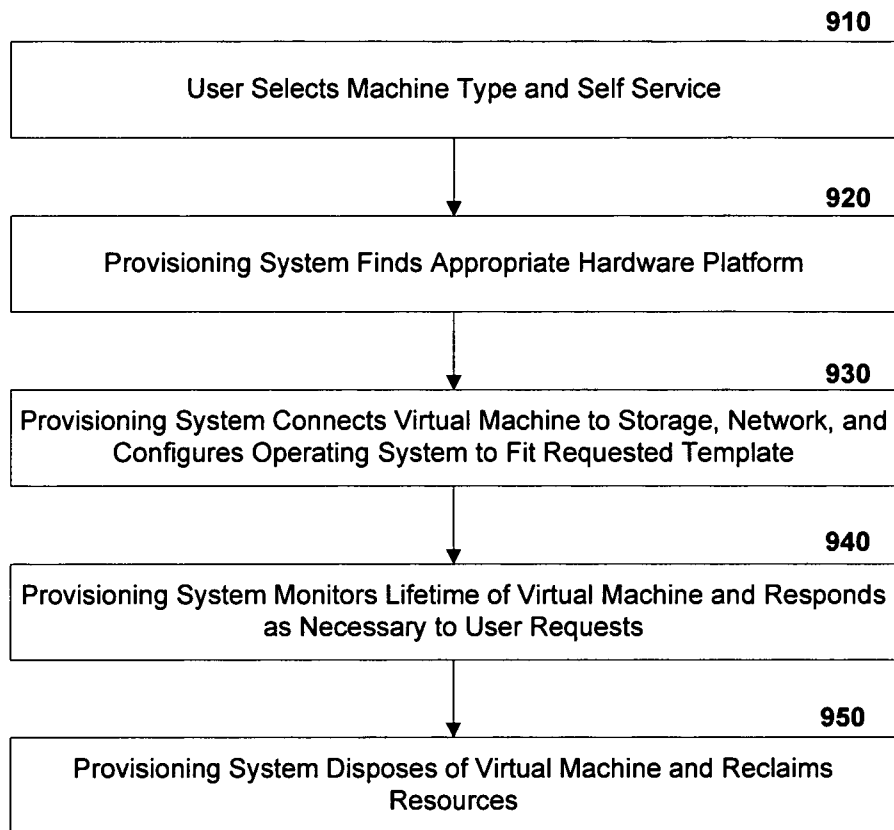 910
User Selects Machine Type and Self Service
920
Provisioning System Finds Appropriate Hardware Platform
930
Provisioning System Connects Virtual Machine to Storage, Network, and
Configures Operating System to Fit Requested Template
940
Provisioning System Monitors Lifetime of Virtual Machine and Responds
as Necessary to User Requests
950
Provisioning System Disposes of Virtual Machine and Reclaims
Resources